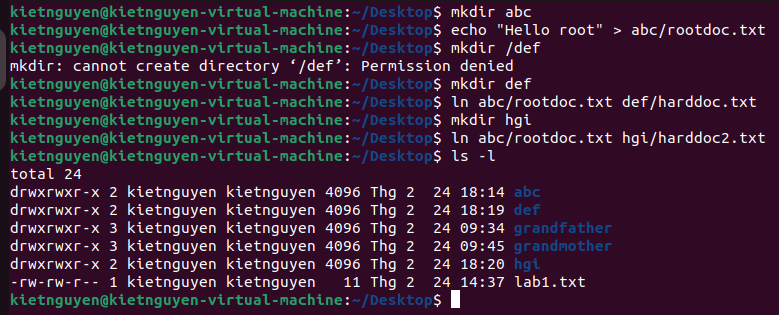 kietnguyen@kietnguyen-virtual-machine:~/Desktop$ mkdir abc
kietnguyen@kietnguyen-virtual-machine:~/Desktop$ echo "Hello root" > abc/rootdoc.txt
kietnguyen@kietnguyen-virtual-machine:~/Desktop$ mkdir /def
mkdir: cannot create directory ‘/def’: Permission denied
kietnguyen@kietnguyen-virtual-machine:~/Desktop$ mkdir def
kietnguyen@kietnguyen-virtual-machine:~/Desktop$ ln abc/rootdoc.txt def/harddoc.txt
kietnguyen@kietnguyen-virtual-machine:~/Desktop$ mkdir hgi
kietnguyen@kietnguyen-virtual-machine:~/Desktop$ ln abc/rootdoc.txt hgi/harddoc2.txt
kietnguyen@kietnguyen-virtual-machine:~/Desktop$ ls -l
total 24
drwxrwxr-x 2 kietnguyen kietnguyen 4096 Thg 2  24 18:14 abc
drwxrwxr-x 2 kietnguyen kietnguyen 4096 Thg 2  24 18:19 def
drwxrwxr-x 3 kietnguyen kietnguyen 4096 Thg 2  24 09:34 grandfather
drwxrwxr-x 3 kietnguyen kietnguyen 4096 Thg 2  24 09:45 grandmother
drwxrwxr-x 2 kietnguyen kietnguyen 4096 Thg 2  24 18:20 hgi
-rw-rw-r-- 1 kietnguyen kietnguyen   11 Thg 2  24 14:37 lab1.txt
kietnguyen@kietnguyen-virtual-machine:~/Desktop$